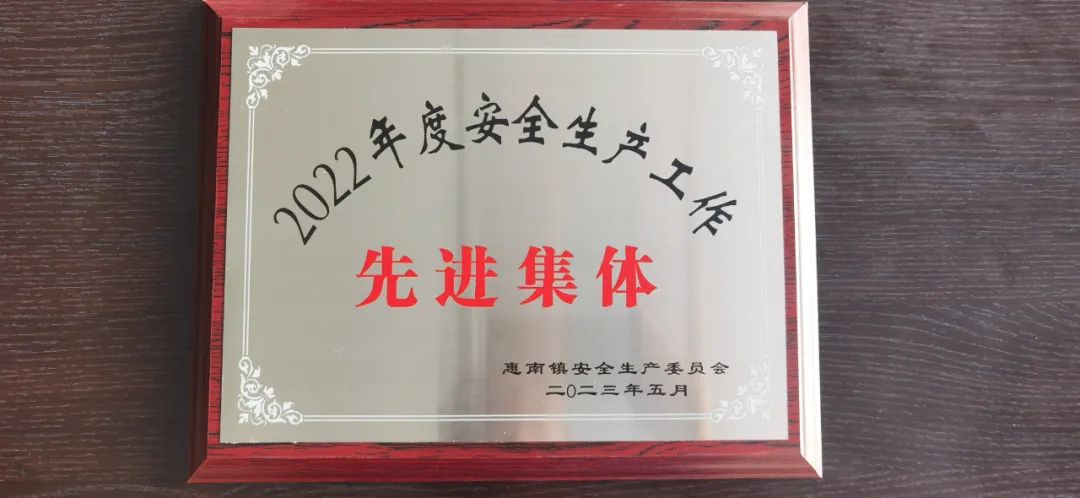 2022年度安全生产工作
先进集体
惠南镇安全生产委员会
二〇二三年五月